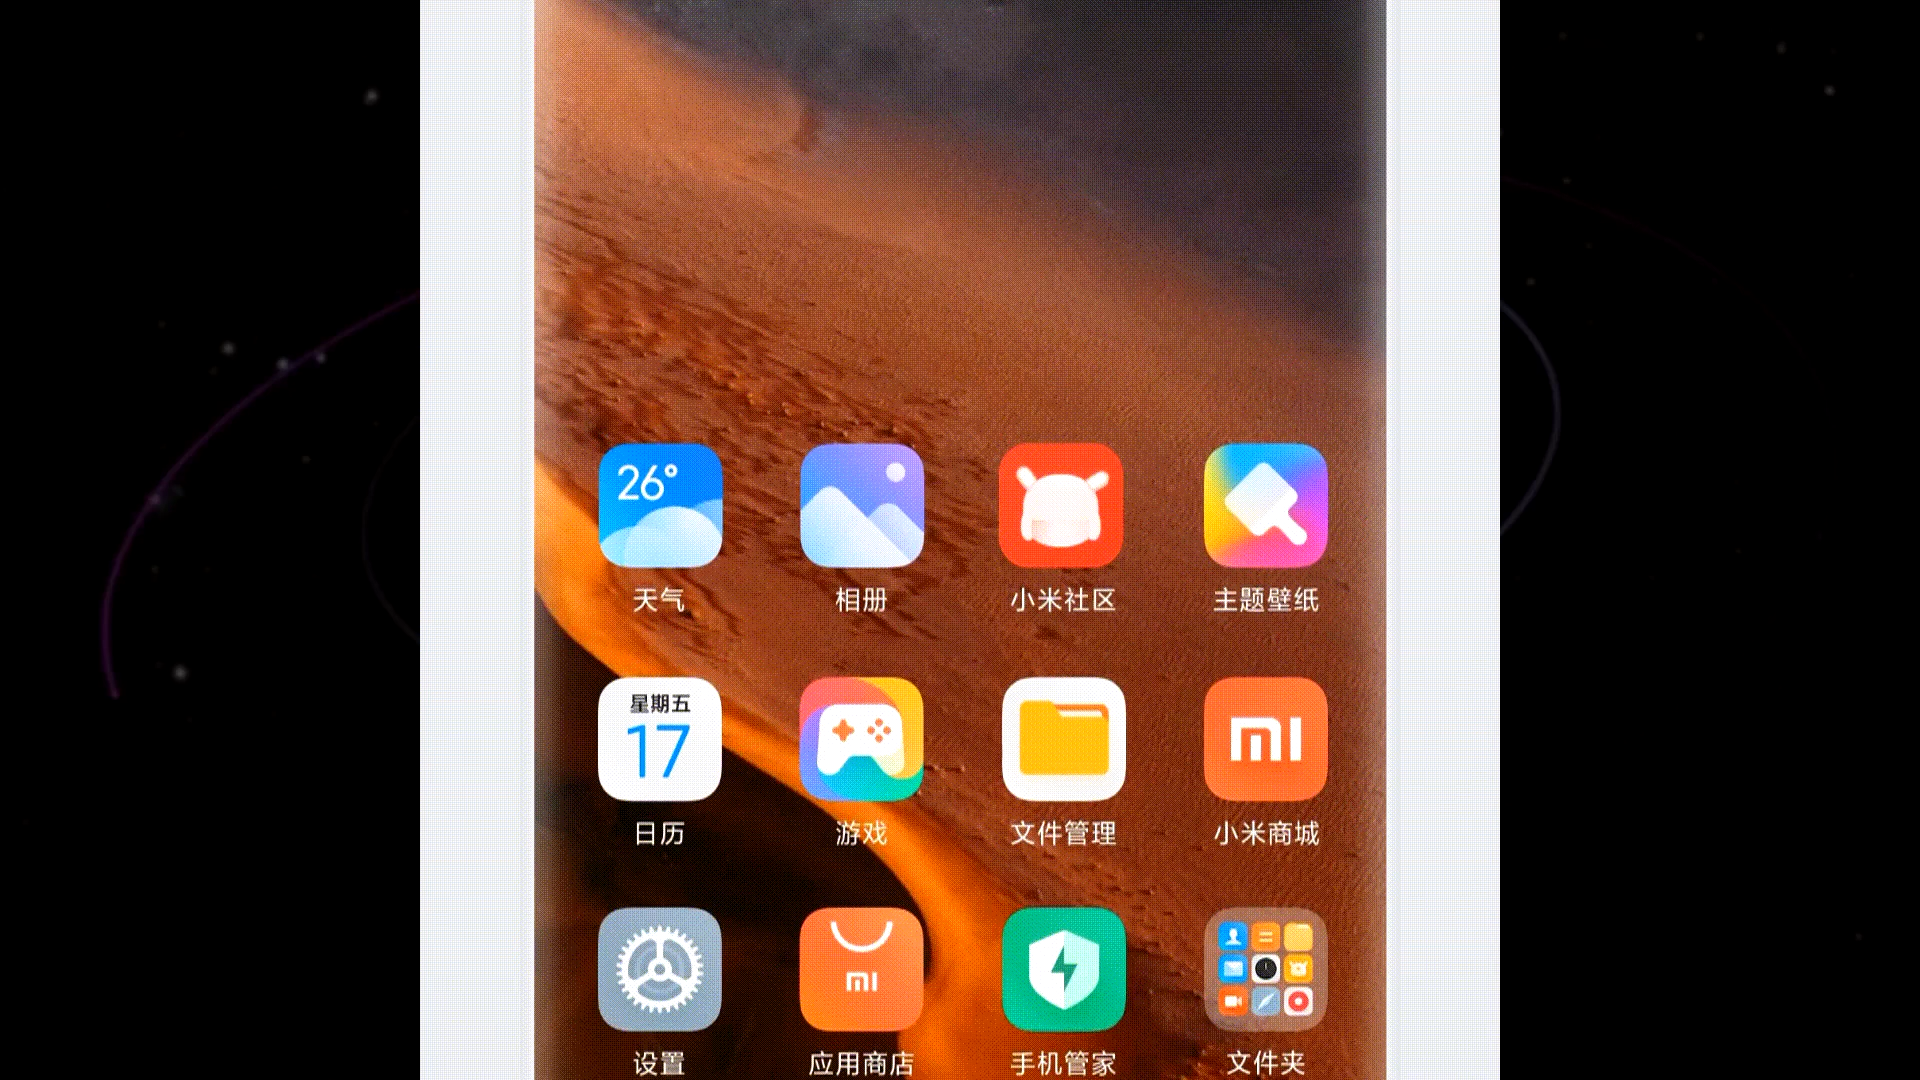 26°
天气
相册
小米社区
主题壁纸
星期五
17
日历
游戏
文件管理
mi
小米商城
设置
mi
应用商店
手机管家
文件夹